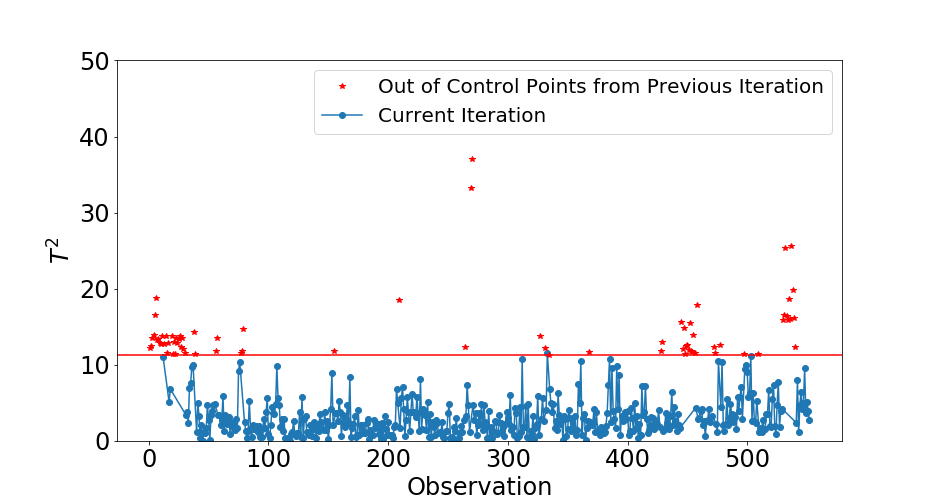 Out of Control Points from Previous Iteration
Current Iteration
50
40
30
20
10
0
T²
0 100 200 300 400 500
Observation